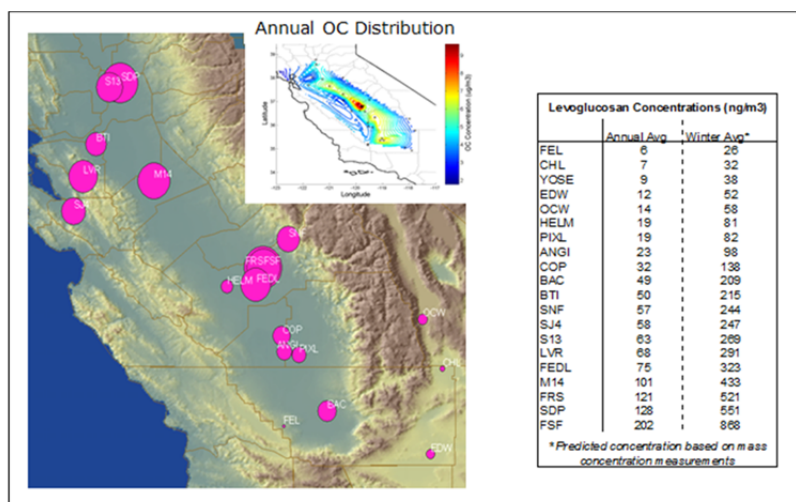 Annual OC Distribution
Latitude
Longitude
OC Concentration (ug/m3)
S13
SDP
BTI
LVR
M14
SJ4
SNF
FRS
FSF
HELM
FEDL
COP
ANGI
PIXL
OCW
CHL
BAC
FEL
EDW
Levoglucosan Concentrations (ng/m3)
Annual Avg Winter Avg*
FEL 6 26
CHL 7 32
YOSE 9 38
EDW 12 52
OCW 14 58
HELM 19 81
PIXL 19 82
ANGI 23 98
COP 32 138
BAC 49 209
BTI 50 215
SNF 57 244
SJ4 58 247
S13 63 269
LVR 68 291
FEDL 75 323
M14 101 433
FRS 121 521
SDP 128 551
FSF 202 868
*Predicted concentration based on mass
concentration measurements